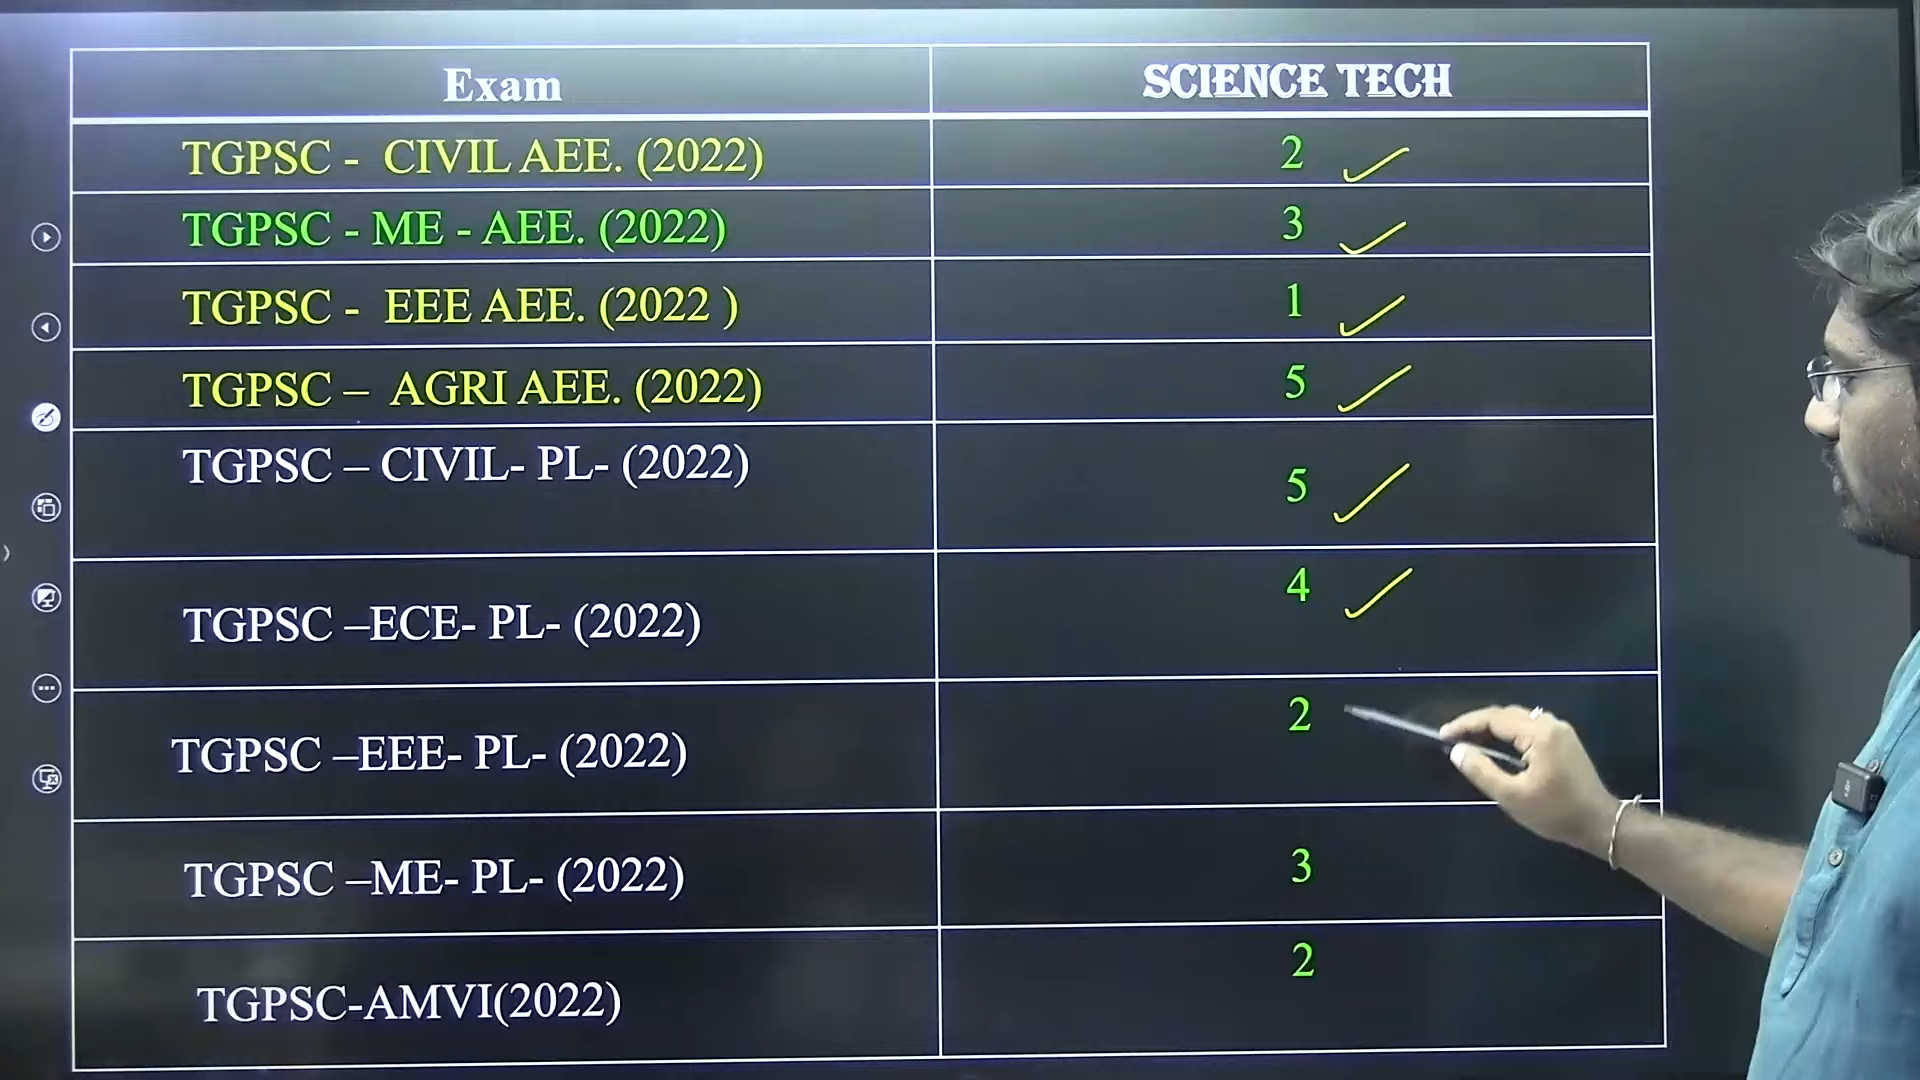 Exam SCIENCE TECH
TGPSC - CIVIL AEE. (2022) 2
TGPSC - ME - AEE. (2022) 3
TGPSC - EEE AEE. (2022 ) 1
TGPSC – AGRI AEE. (2022) 5
TGPSC – CIVIL- PL- (2022) 5
TGPSC –ECE- PL- (2022) 4
TGPSC –EEE- PL- (2022) 2
TGPSC –ME- PL- (2022) 3
TGPSC-AMVI(2022) 2